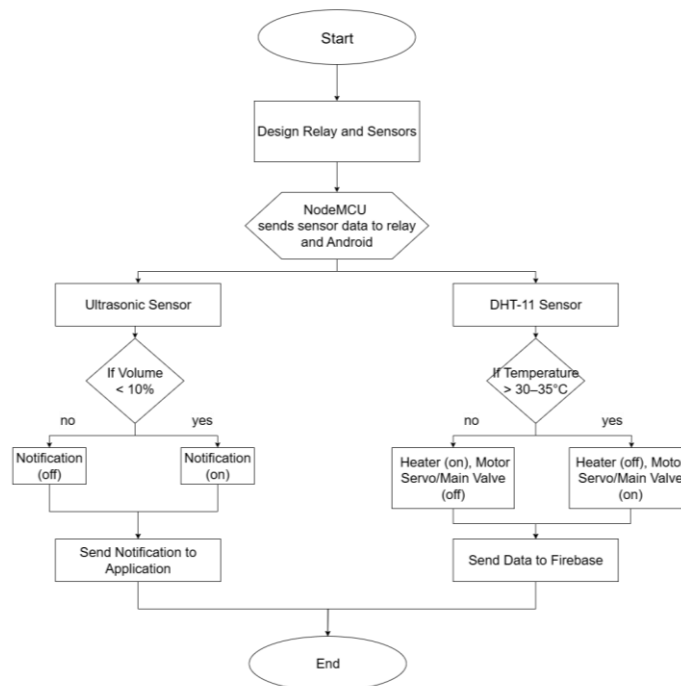 Start
Design Relay and Sensors
NodeMCU
sends sensor data to relay
and Android
Ultrasonic Sensor
DHT-11 Sensor
If Volume
< 10%
If Temperature
> 30–35°C
no
yes
no
yes
Notification
(off)
Notification
(on)
Heater (on), Motor
Servo/Main Valve
(off)
Heater (off), Motor
Servo/Main Valve
(on)
Send Notification to
Application
Send Data to Firebase
End